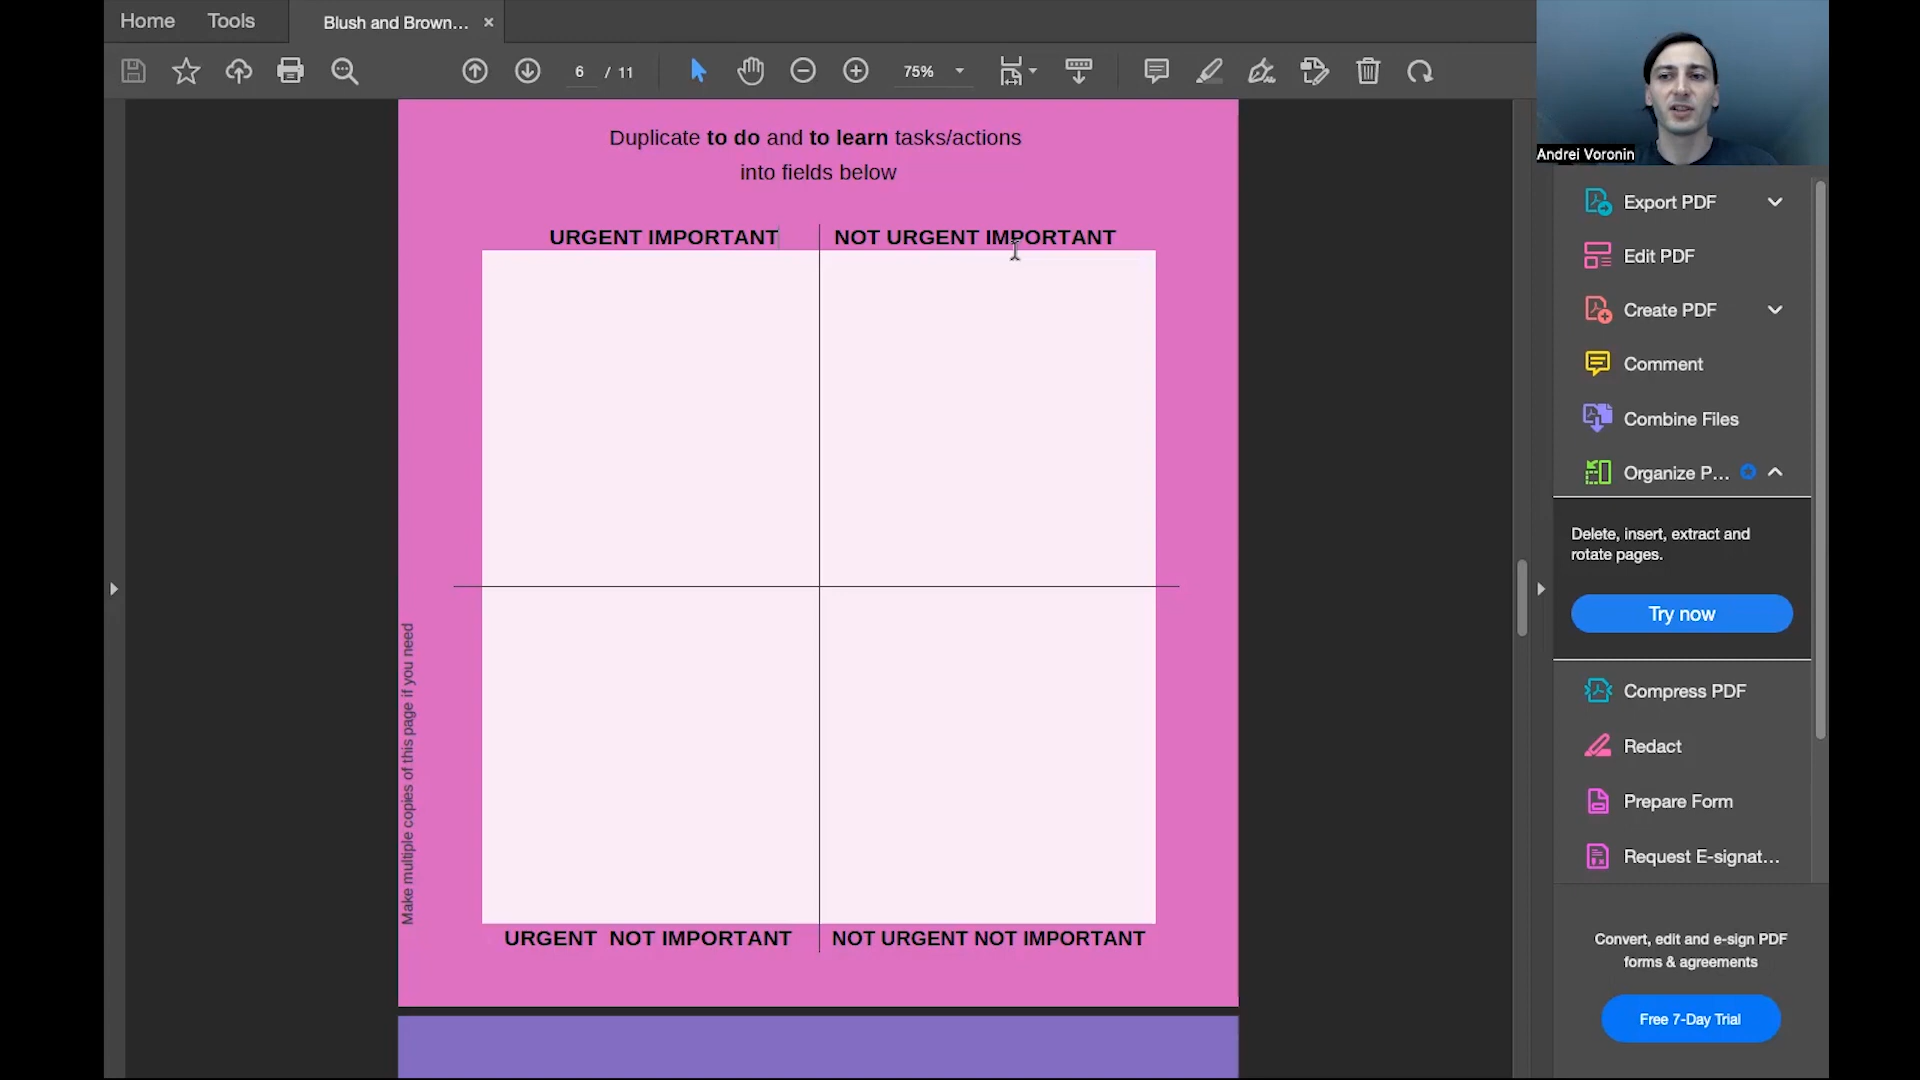 Home
Tools
Blush and Brown...
6 / 11
75%
Andrei Voronin
Duplicate to do and to learn tasks/actions
into fields below
URGENT IMPORTANT
NOT URGENT IMPORTANT
Make multiple copies of this page if you need
URGENT NOT IMPORTANT
NOT URGENT NOT IMPORTANT
Export PDF
Edit PDF
Create PDF
Comment
Combine Files
Organize P...
Delete, insert, extract and
rotate pages.
Try now
Compress PDF
Redact
Prepare Form
Request E-signat...
Convert, edit and e-sign PDF
forms & agreements
Free 7-Day Trial